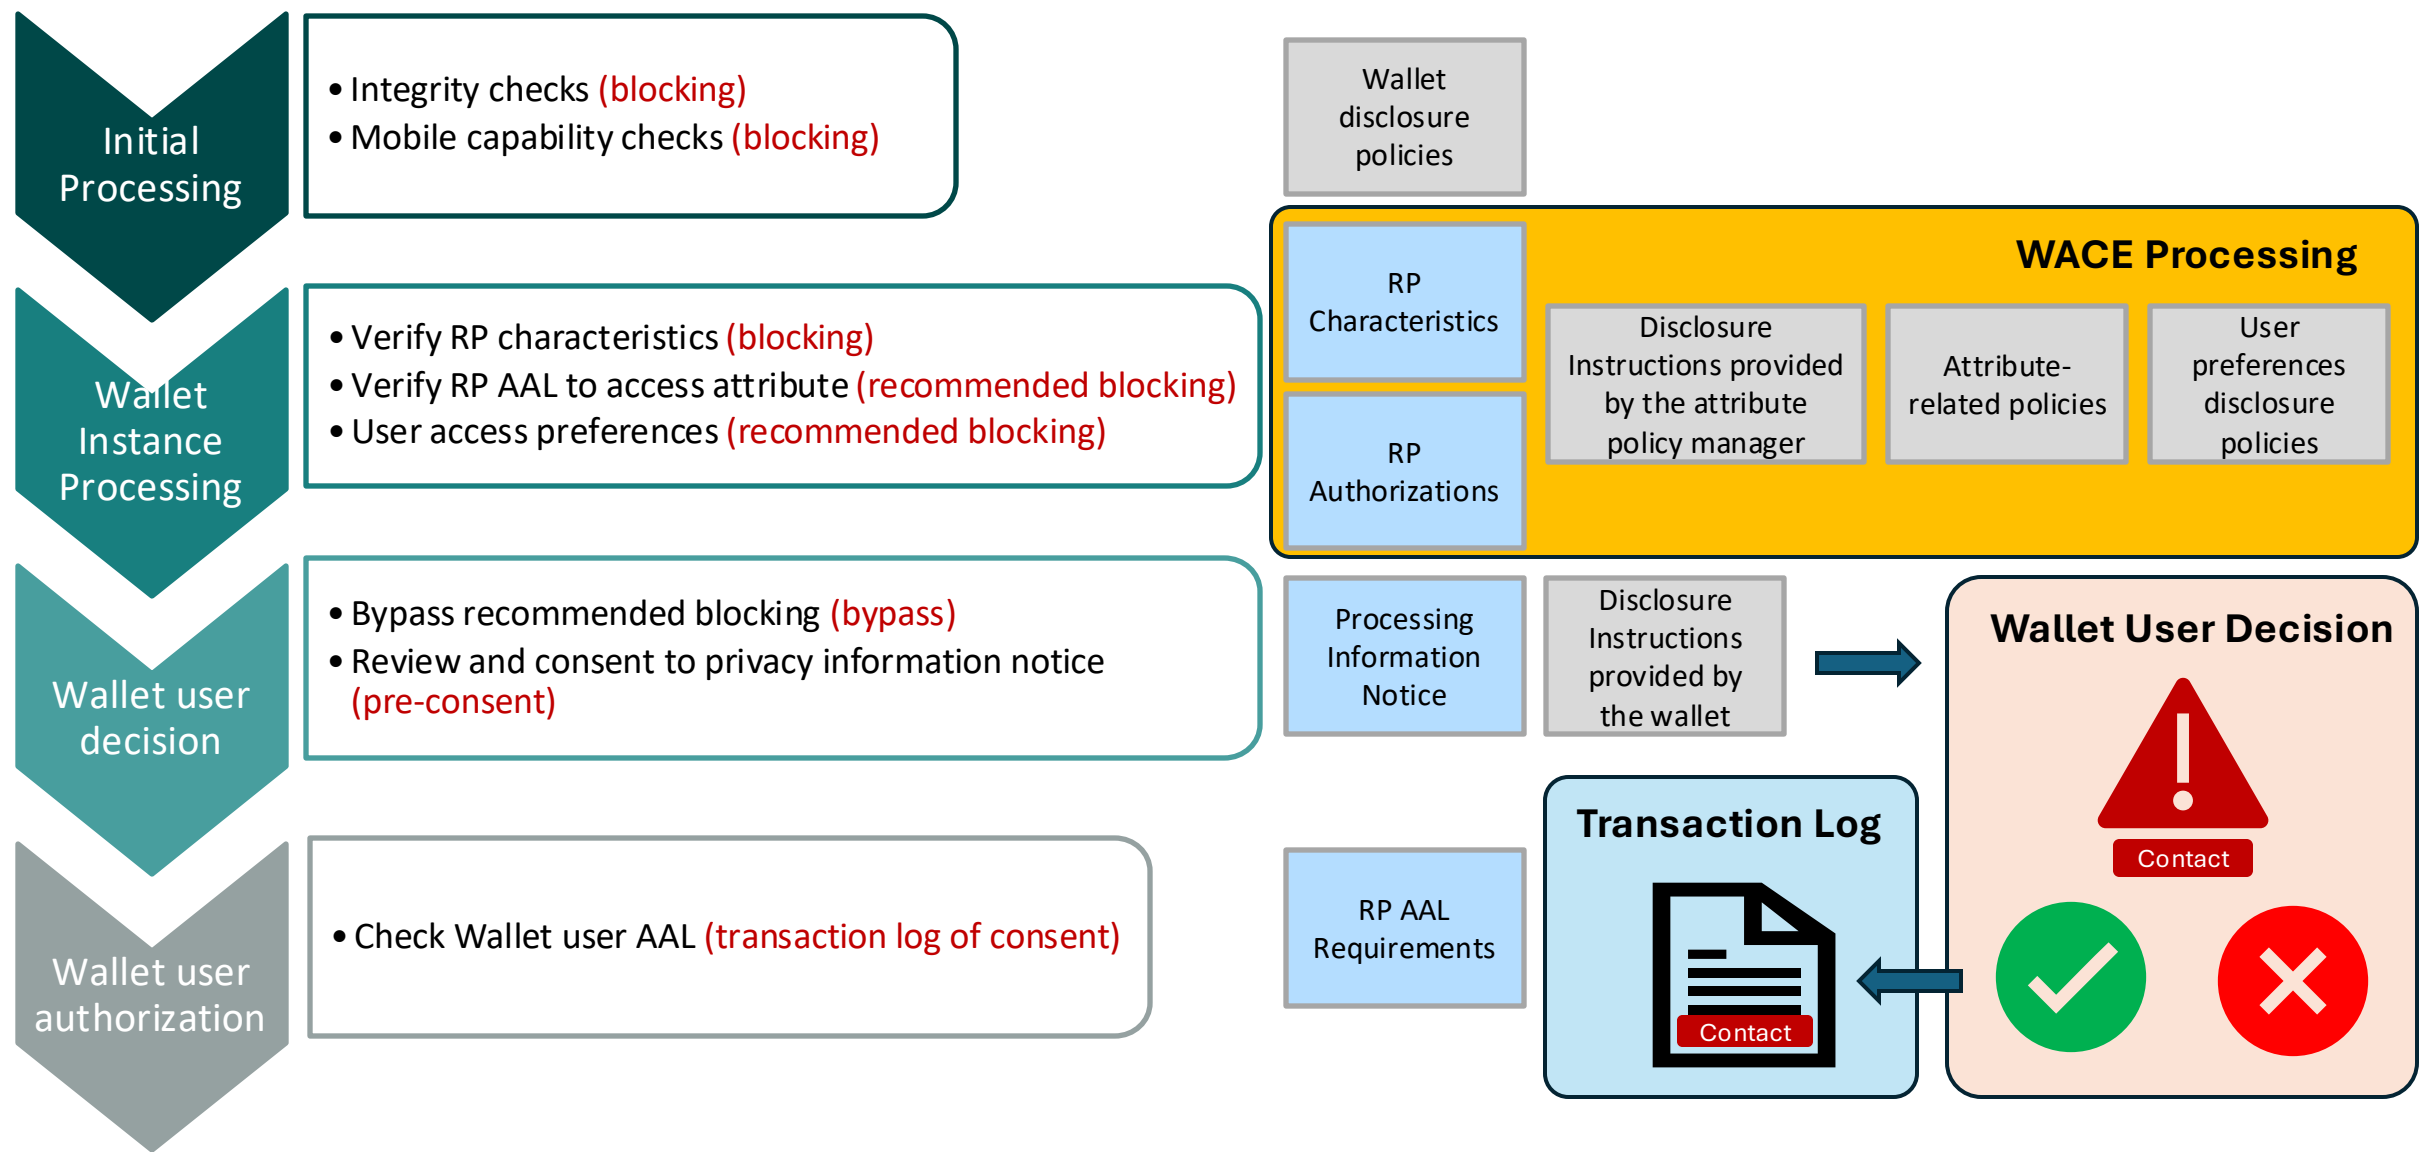 Initial
Processing
• Integrity checks (blocking)
• Mobile capability checks (blocking)
Wallet
disclosure
policies
Wallet
Instance
Processing
• Verify RP characteristics (blocking)
• Verify RP AAL to access attribute (recommended blocking)
• User access preferences (recommended blocking)
WACE Processing
RP
Characteristics
RP
Authorizations
Disclosure
Instructions provided
by the attribute
policy manager
Attribute-
related policies
User
preferences
disclosure
policies
Wallet user
decision
• Bypass recommended blocking (bypass)
• Review and consent to privacy information notice
(pre-consent)
Processing
Information
Notice
Disclosure
Instructions
provided by
the wallet
Wallet User Decision
Contact
Wallet user
authorization
• Check Wallet user AAL (transaction log of consent)
RP AAL
Requirements
Transaction Log
Contact